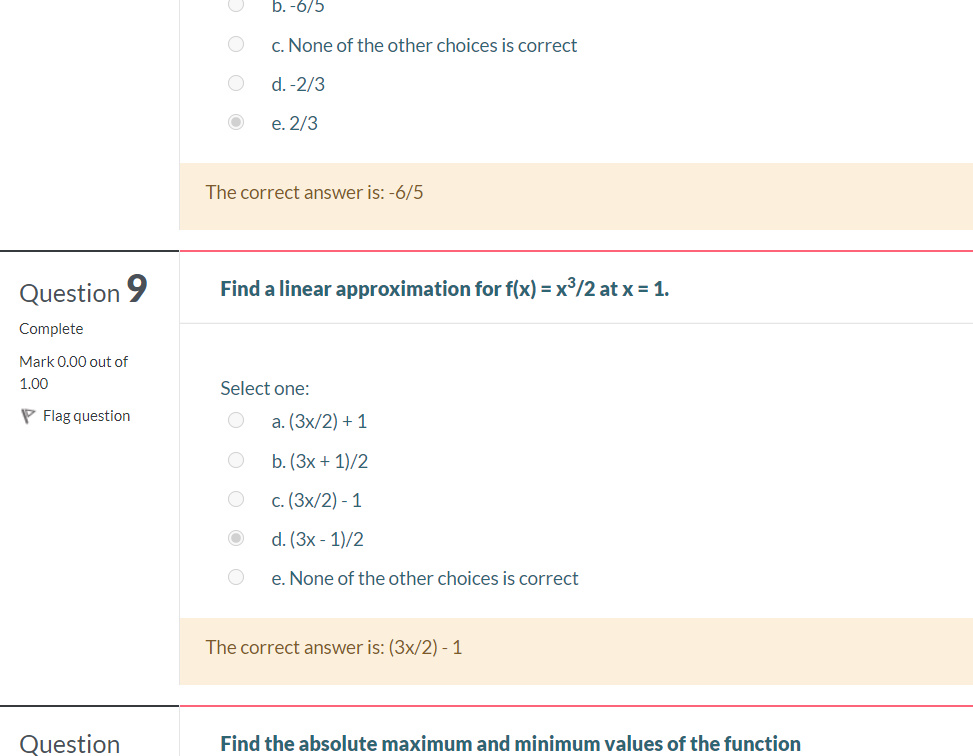 b. -6/5
c. None of the other choices is correct
d. -2/3
e. 2/3
The correct answer is: -6/5
Question 9
Complete
Mark 0.00 out of
1.00
Flag question
Find a linear approximation for f(x) = x³/2 at x = 1.
Select one:
a. (3x/2) + 1
b. (3x + 1)/2
c. (3x/2) - 1
d. (3x - 1)/2
e. None of the other choices is correct
The correct answer is: (3x/2) - 1
Question
Find the absolute maximum and minimum values of the function